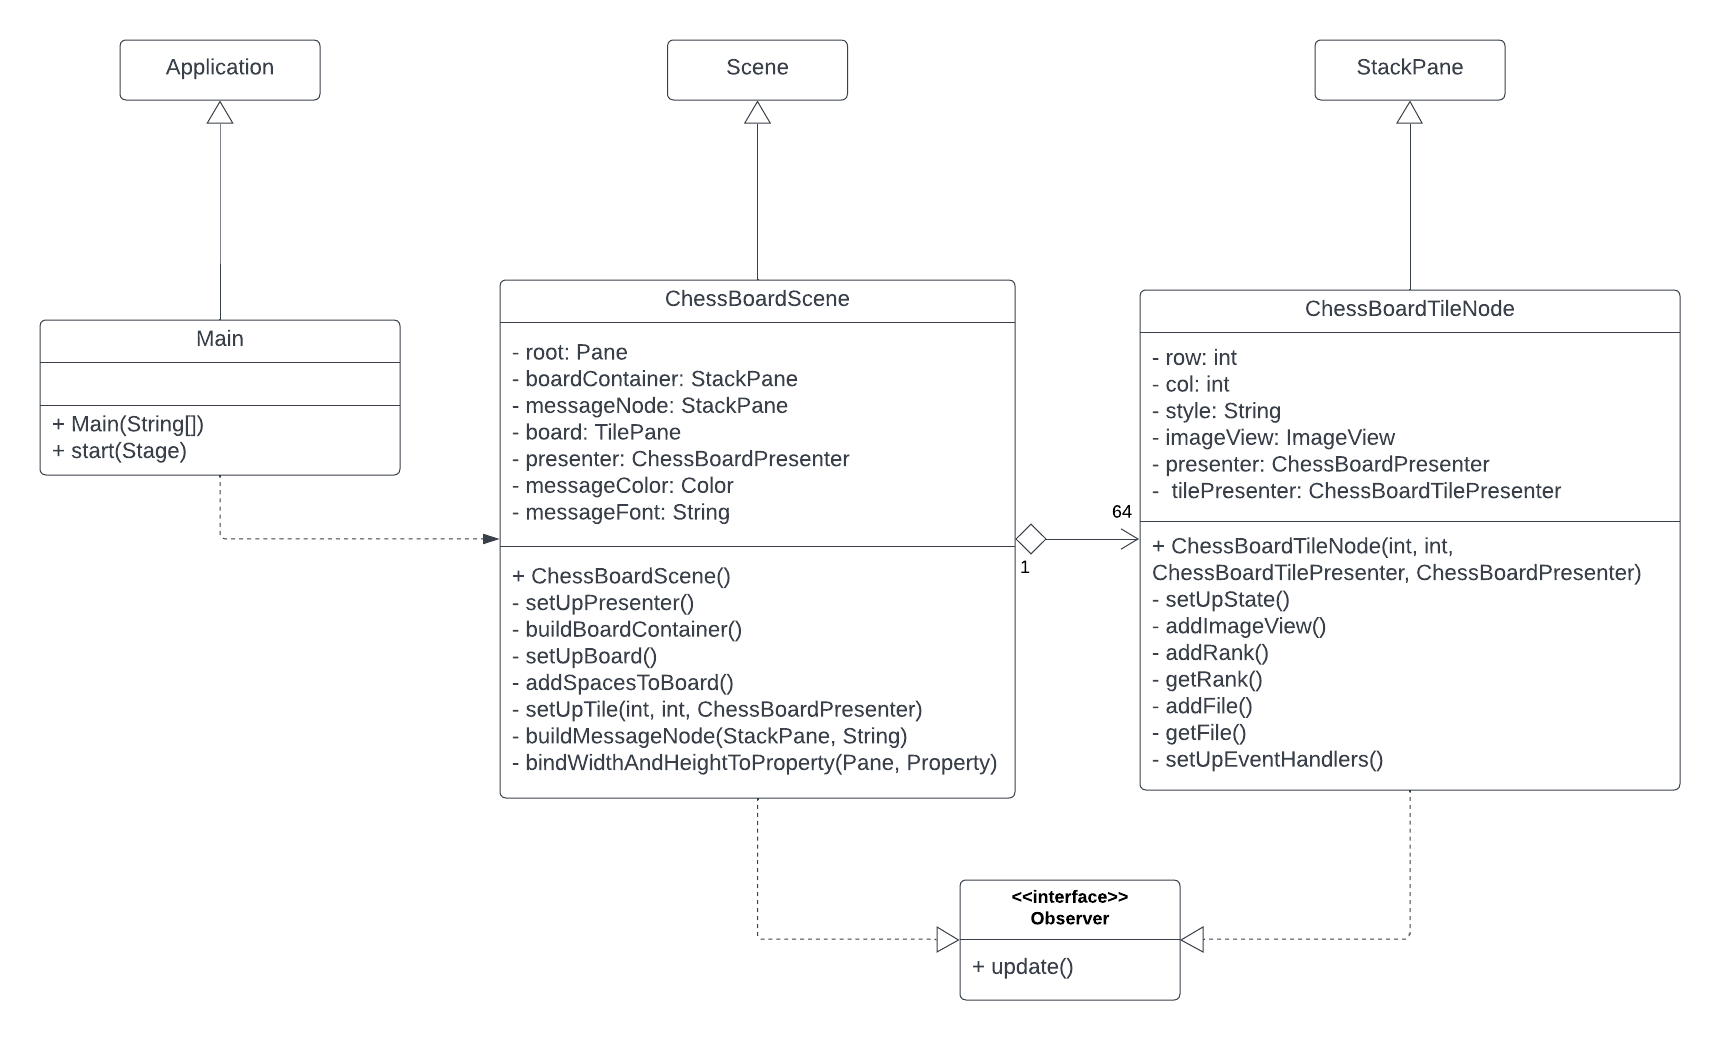 Application
Scene
StackPane
Main
+ Main(String[])
+ start(Stage)
ChessBoardScene
- root: Pane
- boardContainer: StackPane
- messageNode: StackPane
- board: TilePane
- presenter: ChessBoardPresenter
- messageColor: Color
- messageFont: String
+ ChessBoardScene()
- setUpPresenter()
- buildBoardContainer()
- setUpBoard()
- addSpacesToBoard()
- setUpTile(int, int, ChessBoardPresenter)
- buildMessageNode(StackPane, String)
- bindWidthAndHeightToProperty(Pane, Property)
1
64
ChessBoardTileNode
- row: int
- col: int
- style: String
- imageView: ImageView
- presenter: ChessBoardPresenter
- tilePresenter: ChessBoardTilePresenter
+ ChessBoardTileNode(int, int,
ChessBoardTilePresenter, ChessBoardPresenter)
- setUpState()
- addImageView()
- addRank()
- getRank()
- addFile()
- getFile()
- setUpEventHandlers()
<<interface>>
Observer
+ update()